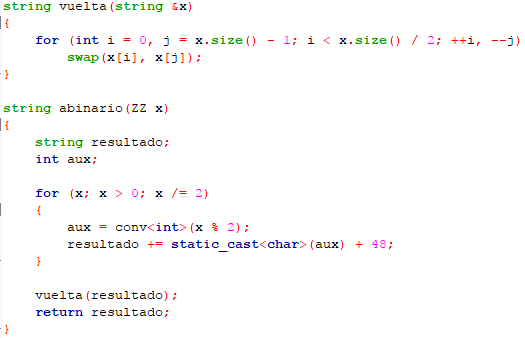 string vuelta(string &x)
{
    for (int i = 0, j = x.size() - 1; i < x.size() / 2; ++i, --j)
        swap(x[i], x[j]);
}
string abinario(ZZ x)
{
    string resultado;
    int aux;
    for (x; x > 0; x /= 2)
    {
        aux = conv<int>(x % 2);
        resultado += static_cast<char>(aux) + 48;
    }
    vuelta(resultado);
    return resultado;
}